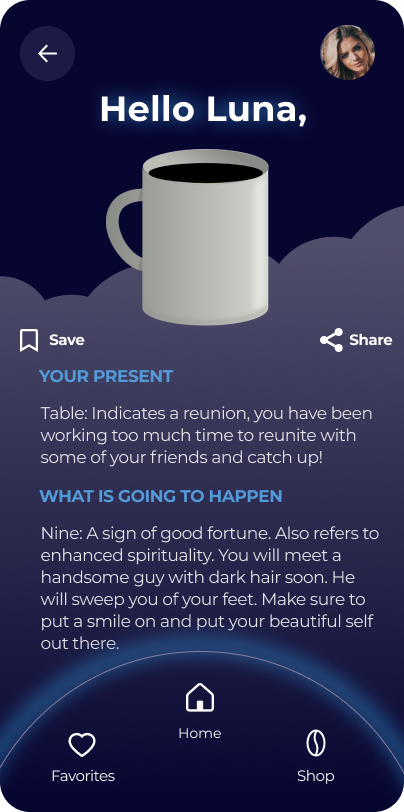 Hello Luna,
Save
Share
YOUR PRESENT
Table: Indicates a reunion, you have been
working too much time to reunite with
some of your friends and catch up!
WHAT IS GOING TO HAPPEN
Nine: A sign of good fortune. Also refers to
enhanced spirituality. You will meet a
handsome guy with dark hair soon. He
will sweep you of your feet. Make sure to
put a smile on and put your beautiful self
out there.
Home
Favorites
Shop